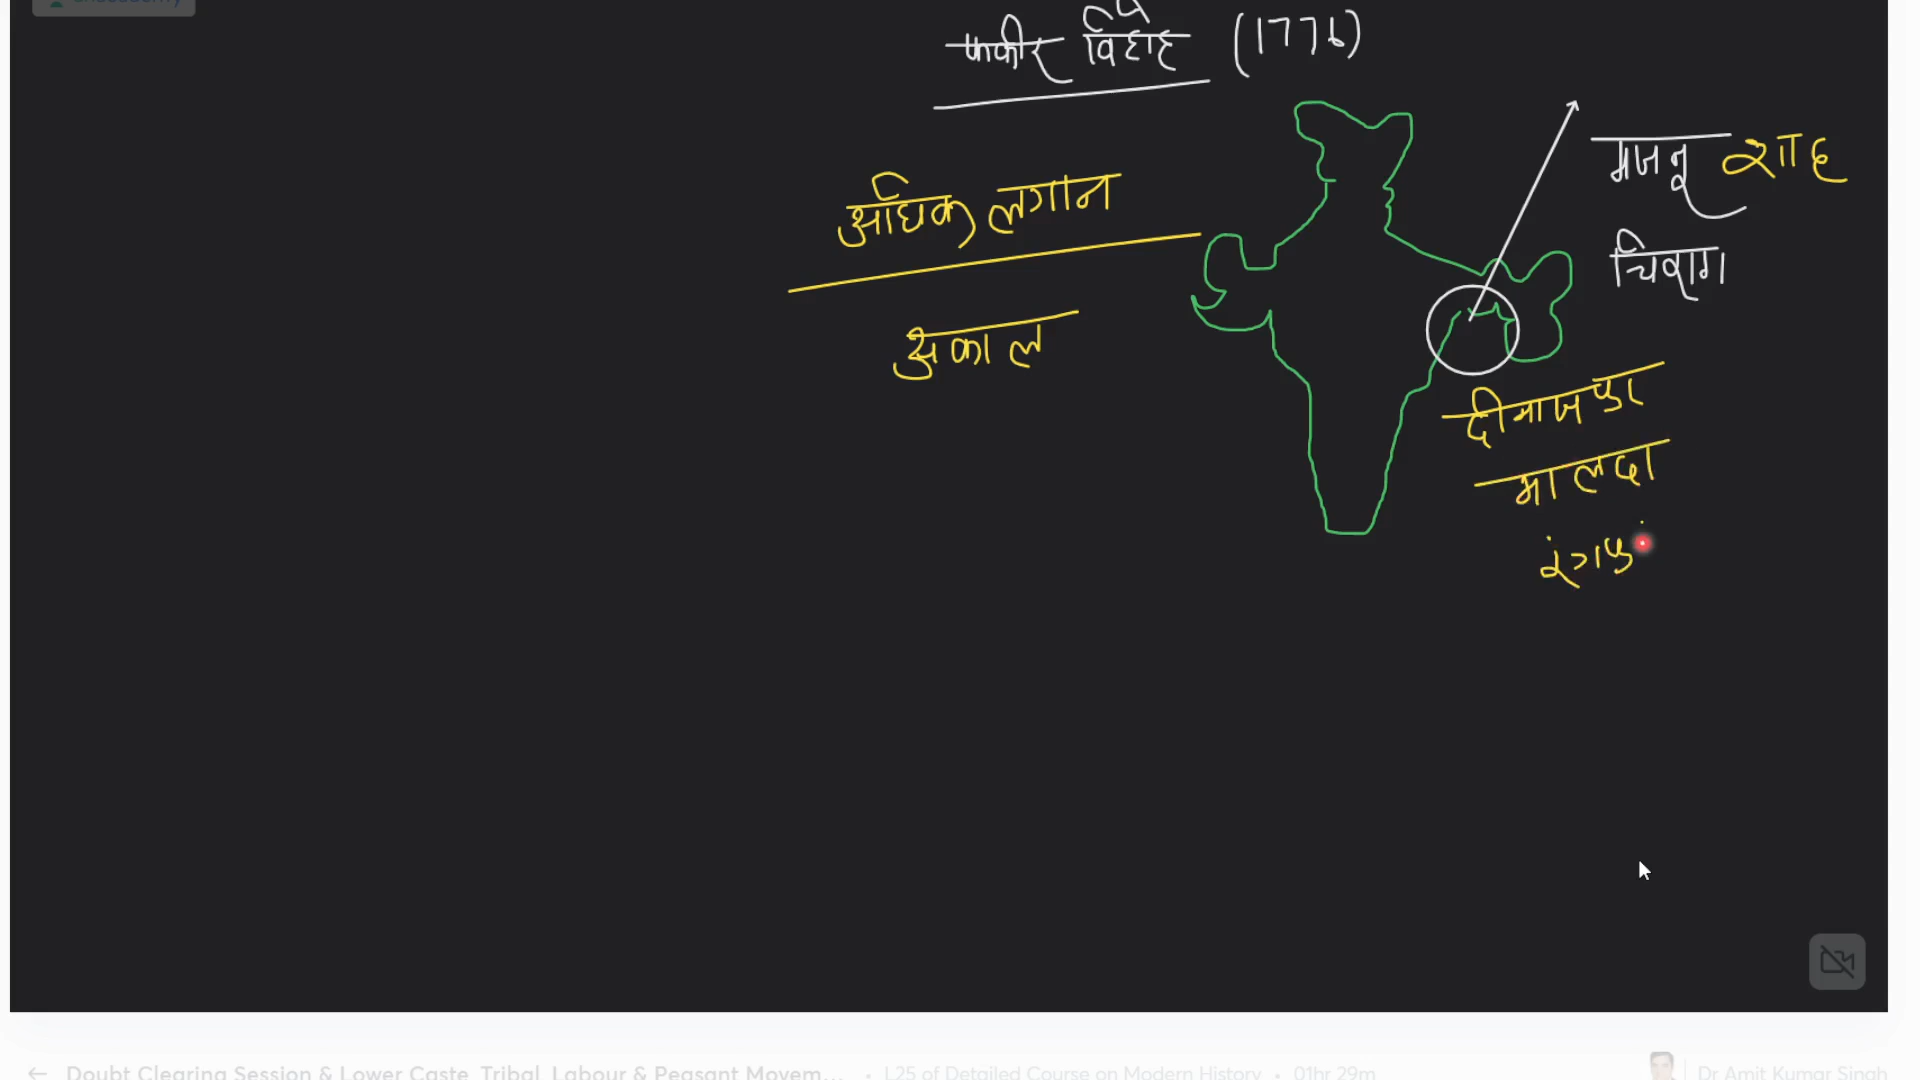 फकीर विद्रोह (1776)
मजनू शाह
चिराग
अधिक लगान
अकाल
दीनाजपुर
मालदा
रंगपु
← Doubt Clearing Session & Lower Caste, Tribal, Labour & Peasant Movem... • L25 of Detailed Course on Modern History • 01hr 29m
Dr Amit Kumar Singh